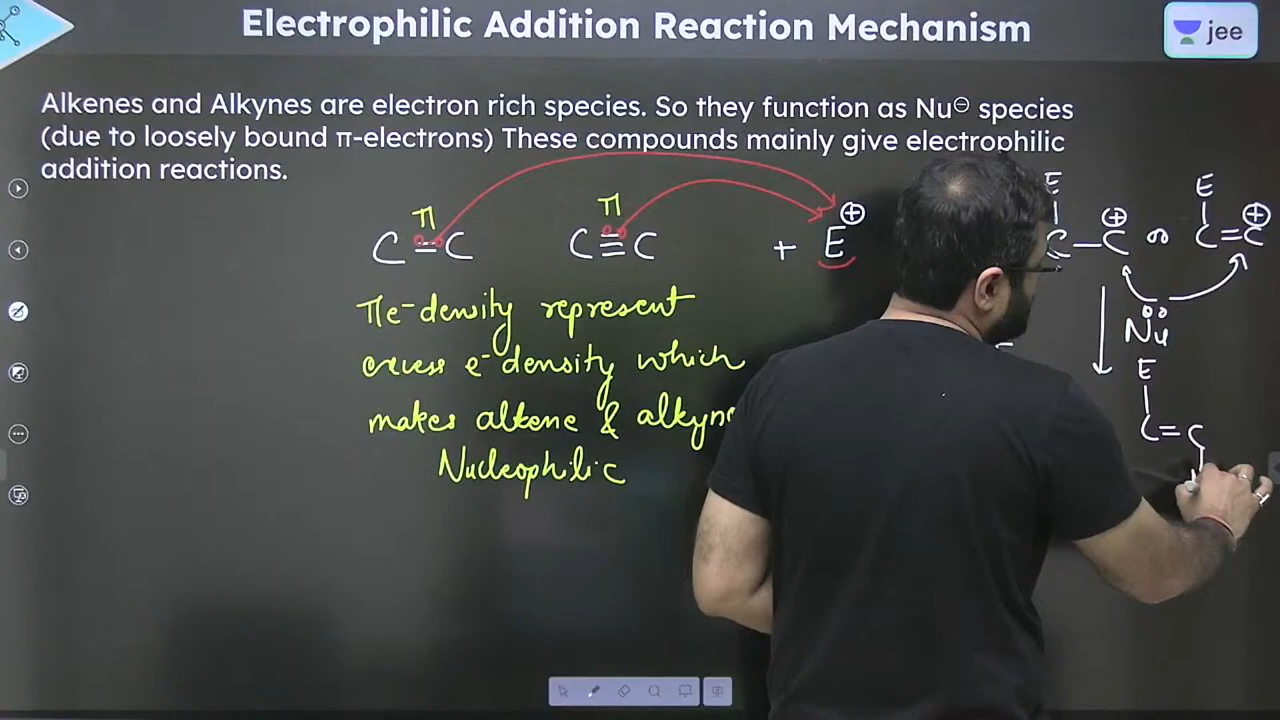 Electrophilic Addition Reaction Mechanism
jee
Alkenes and Alkynes are electron rich species. So they function as Nu⊖ species
(due to loosely bound π-electrons) These compounds mainly give electrophilic
addition reactions.
π π E E
C=C C≡C + E⊕ C–C⊕ or C=C⊕
πe⁻density represent
Nu
excess e⁻density which
E
makes alkene & alkyne
C=C
Nucleophilic